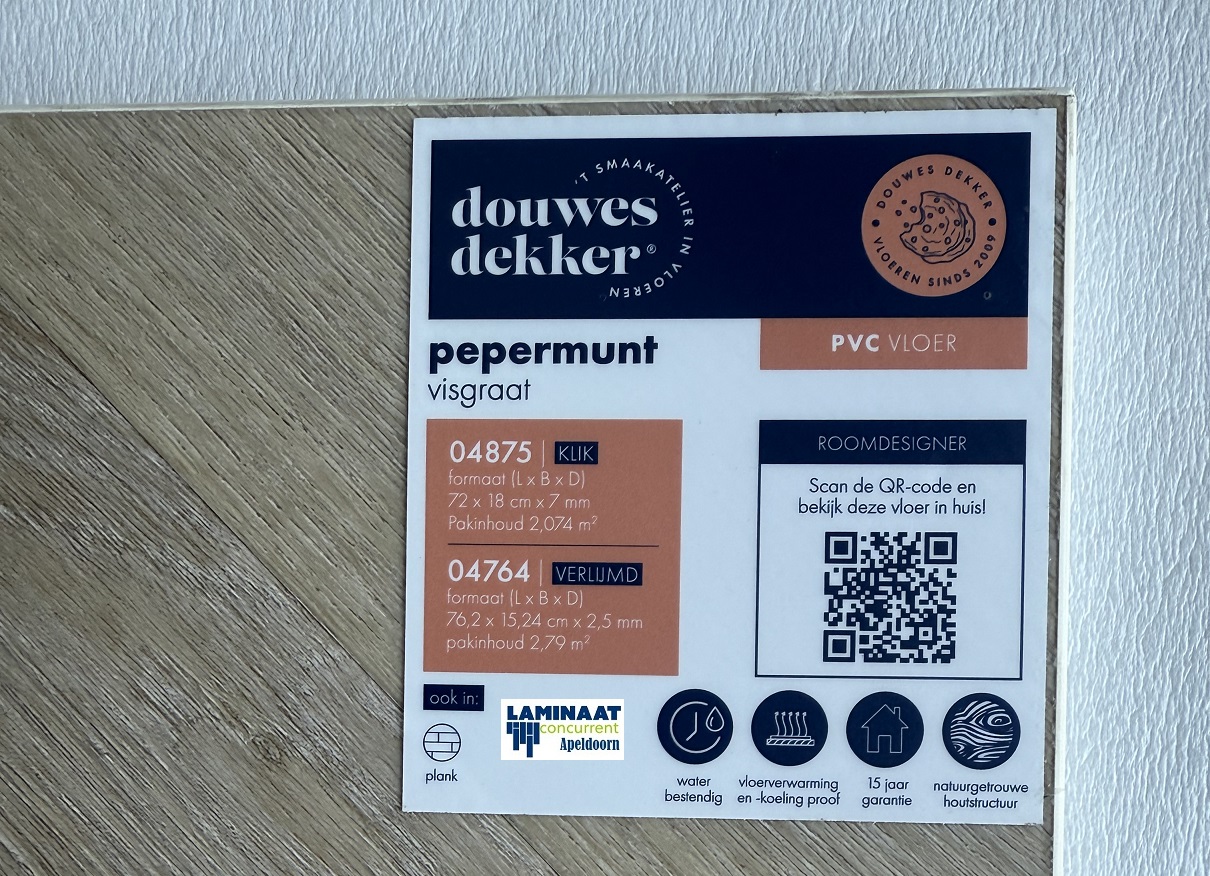 douwes
dekker®
'T SMAAKATELIER IN VLOEREN
DOUWES DEKKER
VLOEREN SINDS 2009
PVC VLOER
pepermunt
visgraat
04875 | KLIK
formaat (L x B x D)
72 x 18 cm x 7 mm
Pakinhoud 2,074 m²
04764 | VERLIJMD
formaat (L x B x D)
76,2 x 15,24 cm x 2,5 mm
pakinhoud 2,79 m²
ROOMDESIGNER
Scan de QR-code en
bekijk deze vloer in huis!
ook in:
plank
LAMINAAT
concurrent
Apeldoorn
water
bestendig
vloerverwarming
en -koeling proof
15 jaar
garantie
natuurgetrouwe
houtstructuur